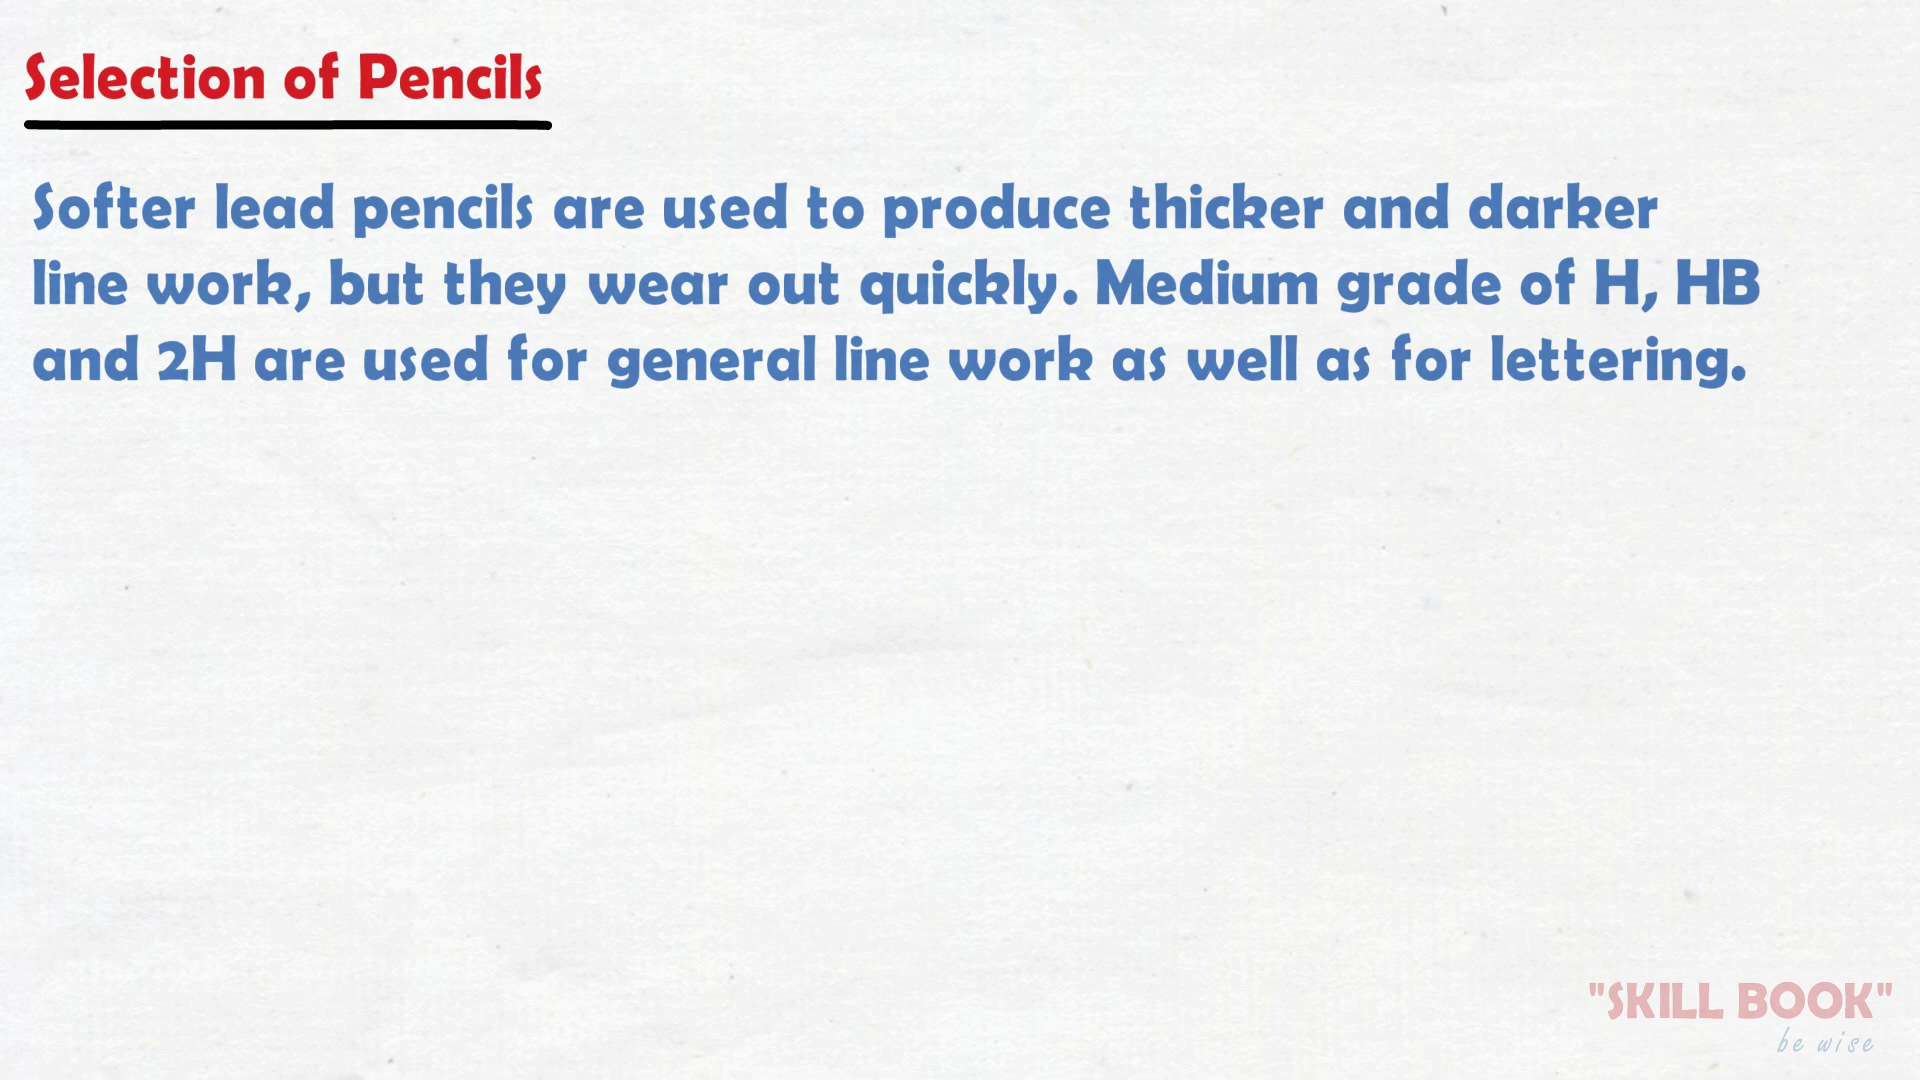 Selection of Pencils
Softer lead pencils are used to produce thicker and darker
line work, but they wear out quickly. Medium grade of H, HB
and 2H are used for general line work as well as for lettering.
"SKILL BOOK"
be wise